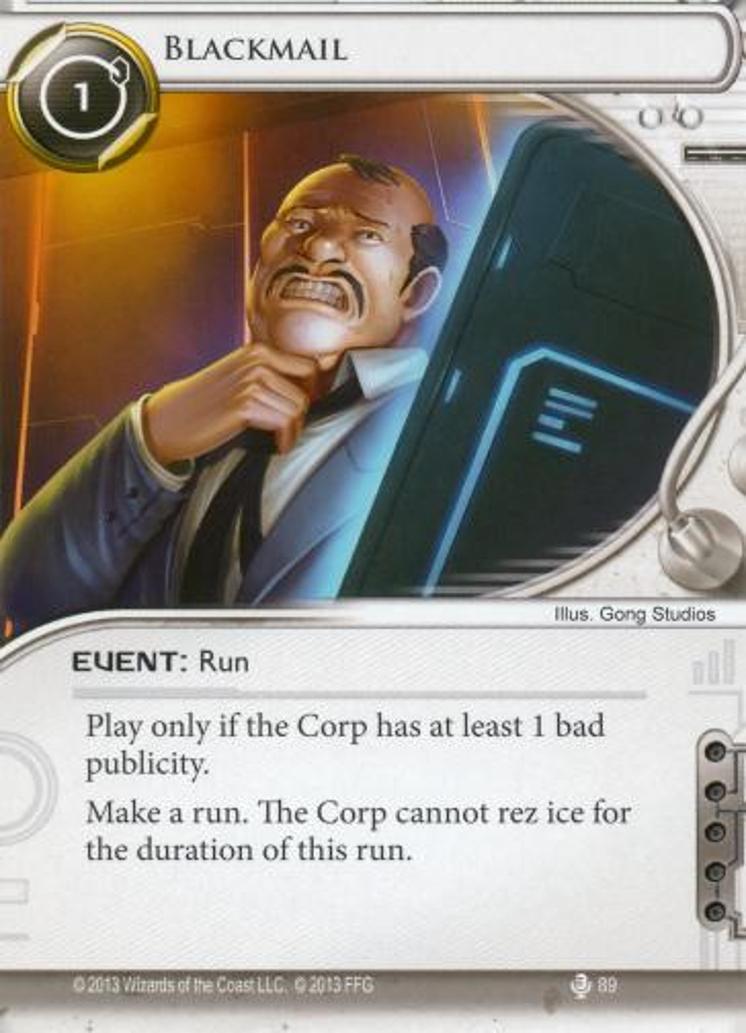 Blackmail
1
Illus. Gong Studios
EVENT: Run
Play only if the Corp has at least 1 bad
publicity.
Make a run. The Corp cannot rez ice for
the duration of this run.
© 2013 Wizards of the Coast LLC. © 2013 FFG
89